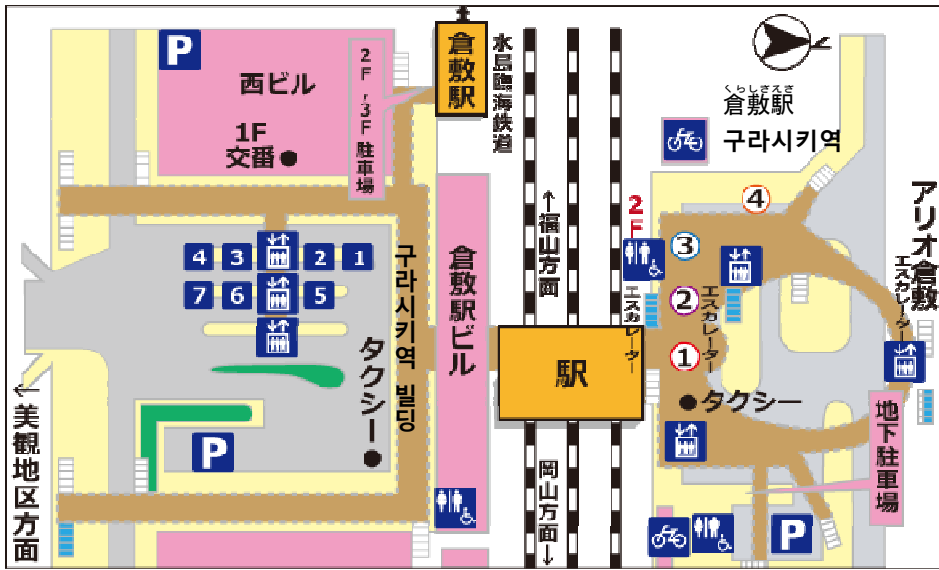 P
西ビル
1F
交番
2F,3F駐車場
倉敷駅
水島臨海鉄道
くらしきえき
倉敷駅
구라시키역
←福山方面
2F
4
3
2
1
アリオ倉敷
エスカレーター
4
3
2
1
7
6
5
구라시키역 빌딩
倉敷駅ビル
エスカレーター
エスカレーター
駅
タクシー
タクシー
地下駐車場
←美観地区方面
P
岡山方面→
P